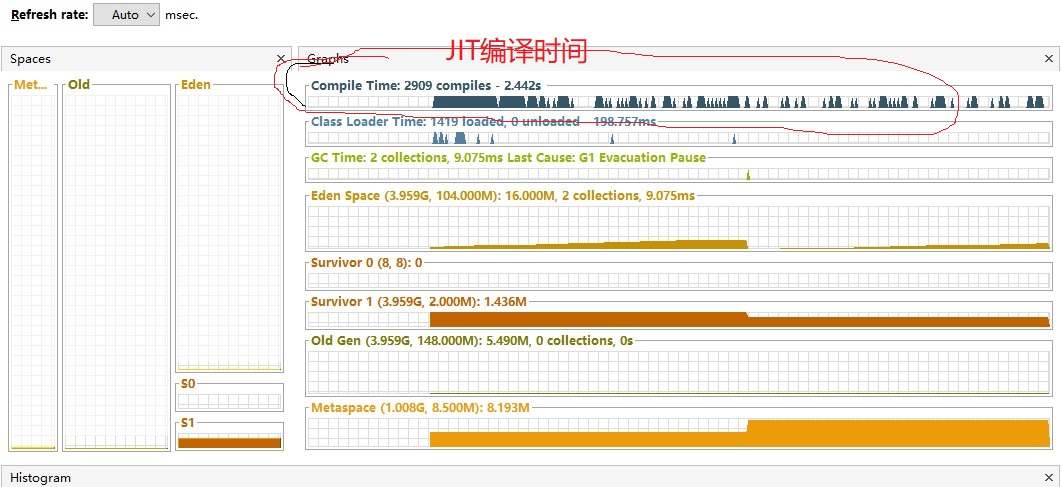 Refresh rate: Auto msec.
JIT编译时间
Spaces
Graphs
Met...
Old
Eden
S0
S1
Compile Time: 2909 compiles - 2.442s
Class Loader Time: 1419 loaded, 0 unloaded - 198.757ms
GC Time: 2 collections, 9.075ms Last Cause: G1 Evacuation Pause
Eden Space (3.959G, 104.000M): 16.000M, 2 collections, 9.075ms
Survivor 0 (8, 8): 0
Survivor 1 (3.959G, 2.000M): 1.436M
Old Gen (3.959G, 148.000M): 5.490M, 0 collections, 0s
Metaspace (1.008G, 8.500M): 8.193M
Histogram